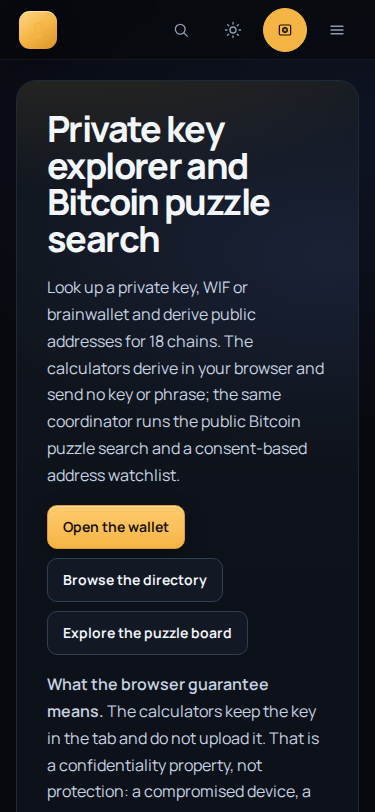 Private key
explorer and
Bitcoin puzzle
search
Look up a private key, WIF or
brainwallet and derive public
addresses for 18 chains. The
calculators derive in your browser and
send no key or phrase; the same
coordinator runs the public Bitcoin
puzzle search and a consent-based
address watchlist.
Open the wallet
Browse the directory
Explore the puzzle board
What the browser guarantee
means. The calculators keep the key
in the tab and do not upload it. That is
a confidentiality property, not
protection: a compromised device, a